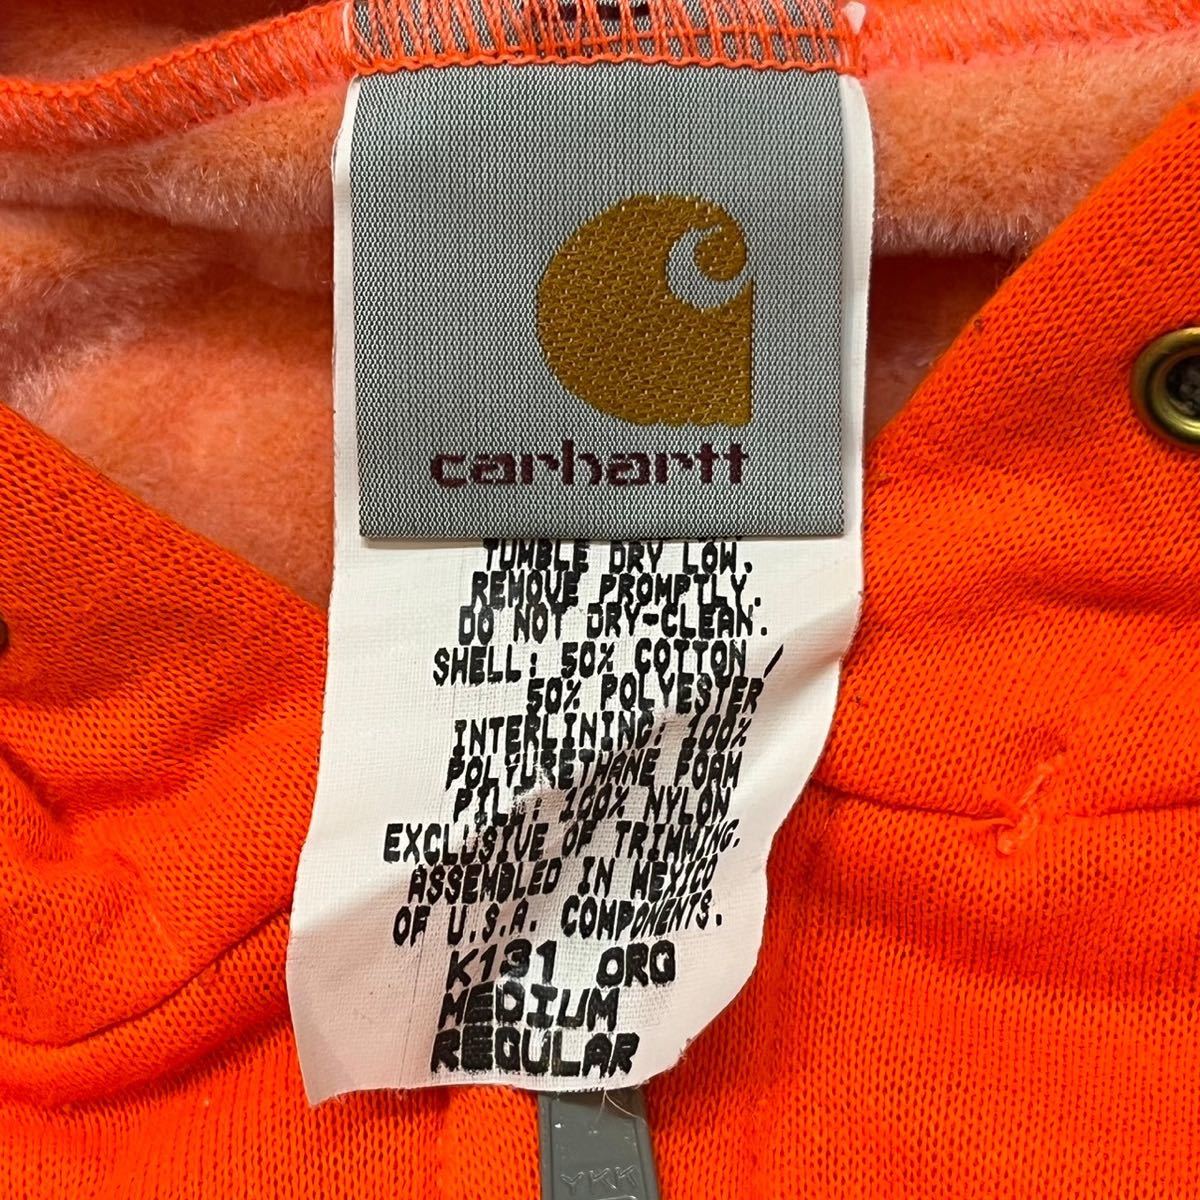 carhartt
TUMBLE DRY LOW.
REMOVE PROMPTLY.
DO NOT DRY-CLEAN.
SHELL: 50% COTTON/
50% POLYESTER
INTERLINING: 100%
POLYURETHANE FOAM
PILE: 100% NYLON
EXCLUSIVE OF TRIMMING.
ASSEMBLED IN MEXICO
OF U.S.A. COMPONENTS.
K131 ORG
MEDIUM
REGULAR
YKK